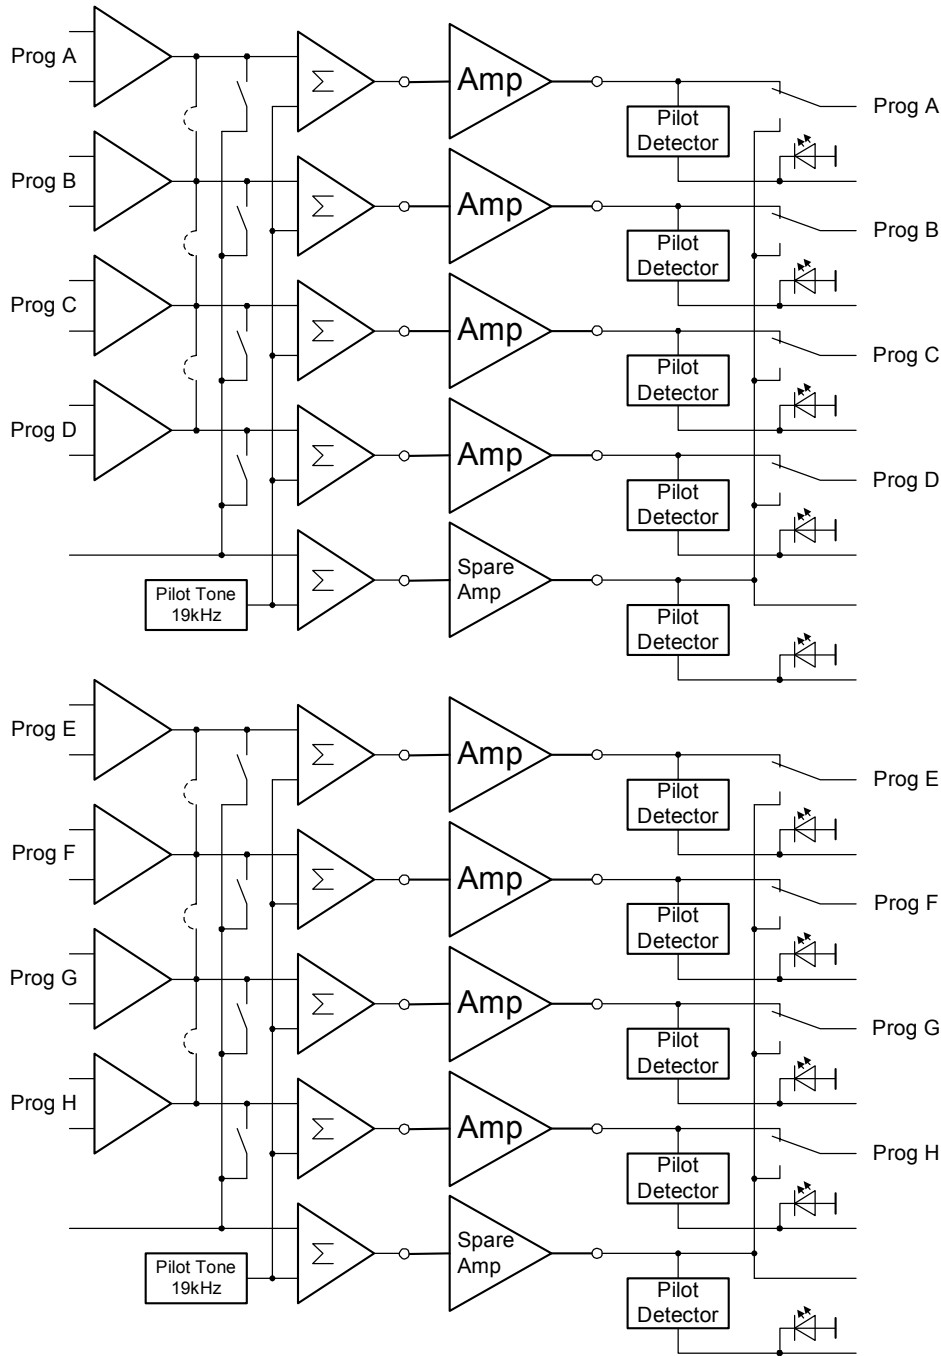 Prog A
Σ
Amp
Pilot
Detector
Prog A
Prog B
Σ
Amp
Pilot
Detector
Prog B
Prog C
Σ
Amp
Pilot
Detector
Prog C
Prog D
Σ
Amp
Pilot
Detector
Prog D
Pilot Tone
19kHz
Σ
Spare
Amp
Pilot
Detector
Prog E
Σ
Amp
Pilot
Detector
Prog E
Prog F
Σ
Amp
Pilot
Detector
Prog F
Prog G
Σ
Amp
Pilot
Detector
Prog G
Prog H
Σ
Amp
Pilot
Detector
Prog H
Pilot Tone
19kHz
Σ
Spare
Amp
Pilot
Detector